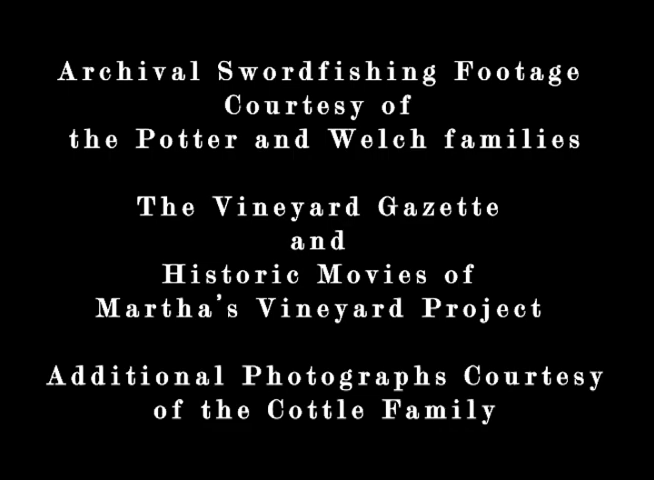 Archival Swordfishing Footage
Courtesy of
the Potter and Welch families
The Vineyard Gazette
and
Historic Movies of
Martha's Vineyard Project
Additional Photographs Courtesy
of the Cottle Family